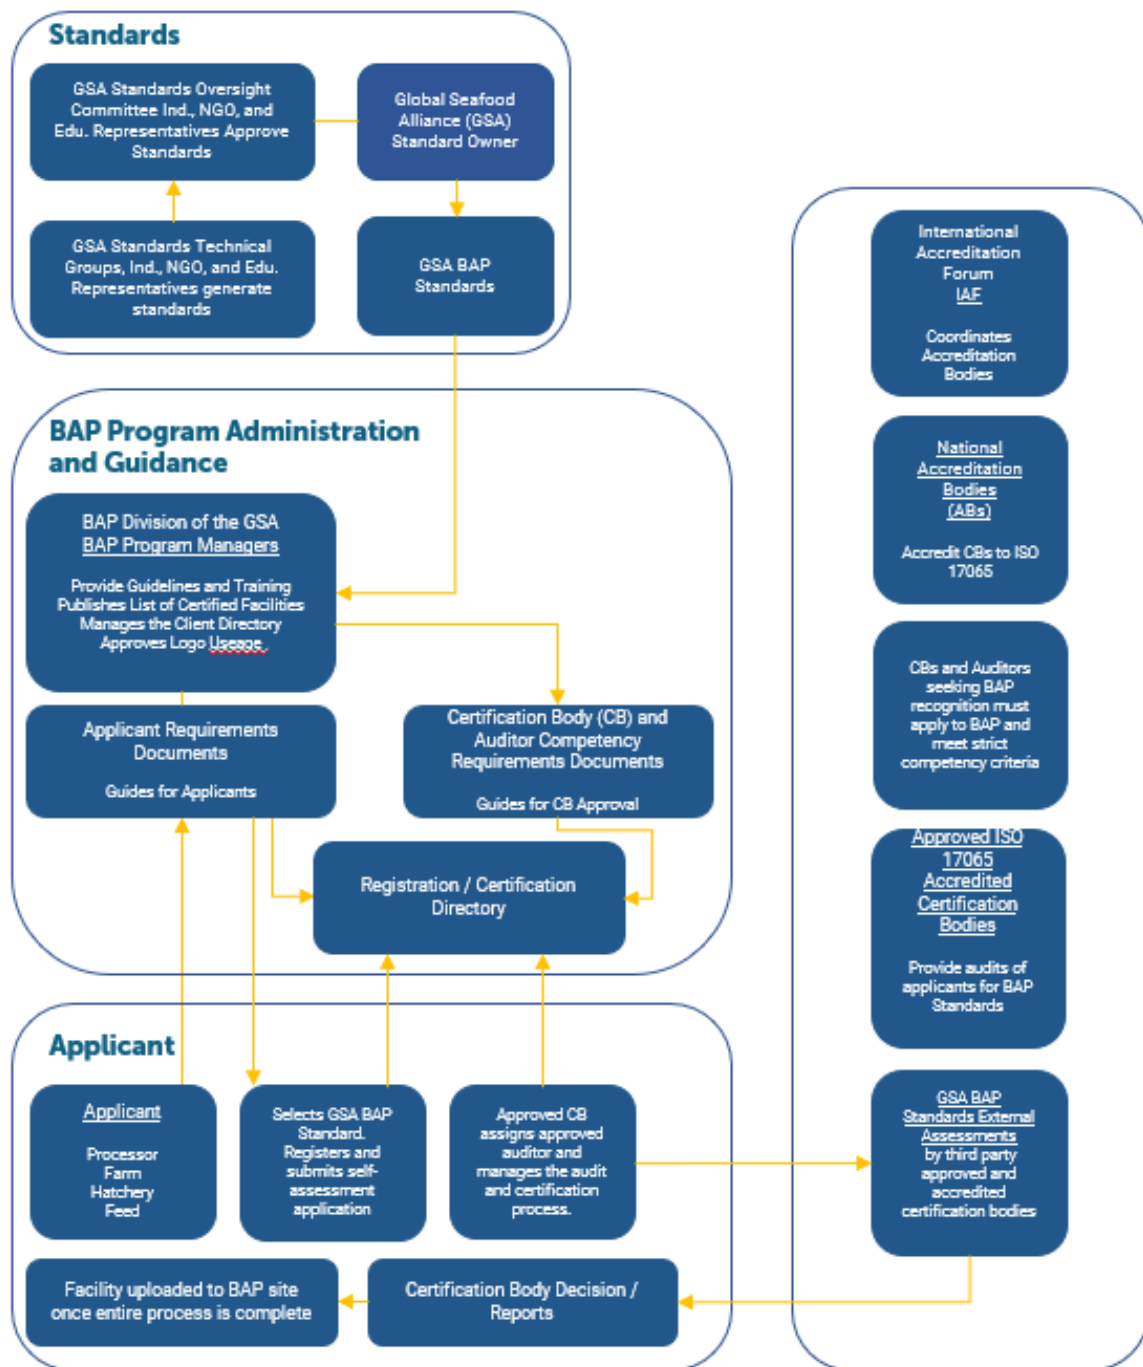 Standards
GSA Standards Oversight
Committee Ind., NGO, and
Edu. Representatives Approve
Standards
Global Seafood
Alliance (GSA)
Standard Owner
GSA Standards Technical
Groups, Ind., NGO, and Edu.
Representatives generate
standards
GSA BAP
Standards
BAP Program Administration
and Guidance
BAP Division of the GSA
BAP Program Managers
Provide Guidelines and Training
Publishes List of Certified Facilities
Manages the Client Directory
Approves Logo Useage.
Applicant Requirements
Documents
Guides for Applicants
Certification Body (CB) and
Auditor Competency
Requirements Documents
Guides for CB Approval
Registration / Certification
Directory
Applicant
Applicant
Processor
Farm
Hatchery
Feed
Selects GSA BAP
Standard.
Registers and
submits self-
assessment
application
Approved CB
assigns approved
auditor and
manages the audit
and certification
process.
Facility uploaded to BAP site
once entire process is complete
Certification Body Decision /
Reports
International
Accreditation
Forum
IAF
Coordinates
Accreditation
Bodies
National
Accreditation
Bodies
(ABs)
Accredit CBs to ISO
17065
CBs and Auditors
seeking BAP
recognition must
apply to BAP and
meet strict
competency criteria
Approved ISO
17065
Accredited
Certification
Bodies
Provide audits of
applicants for BAP
Standards
GSA BAP
Standards External
Assessments
by third party
approved and
accredited
certification bodies